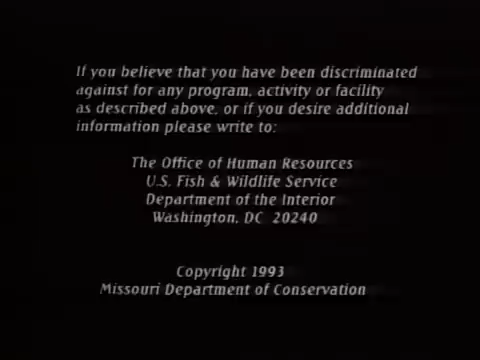 If you believe that you have been discriminated
against for any program, activity or facility
as described above, or if you desire additional
information please write to:
The Office of Human Resources
U.S. Fish & Wildlife Service
Department of the Interior
Washington, DC 20240
Copyright 1993
Missouri Department of Conservation